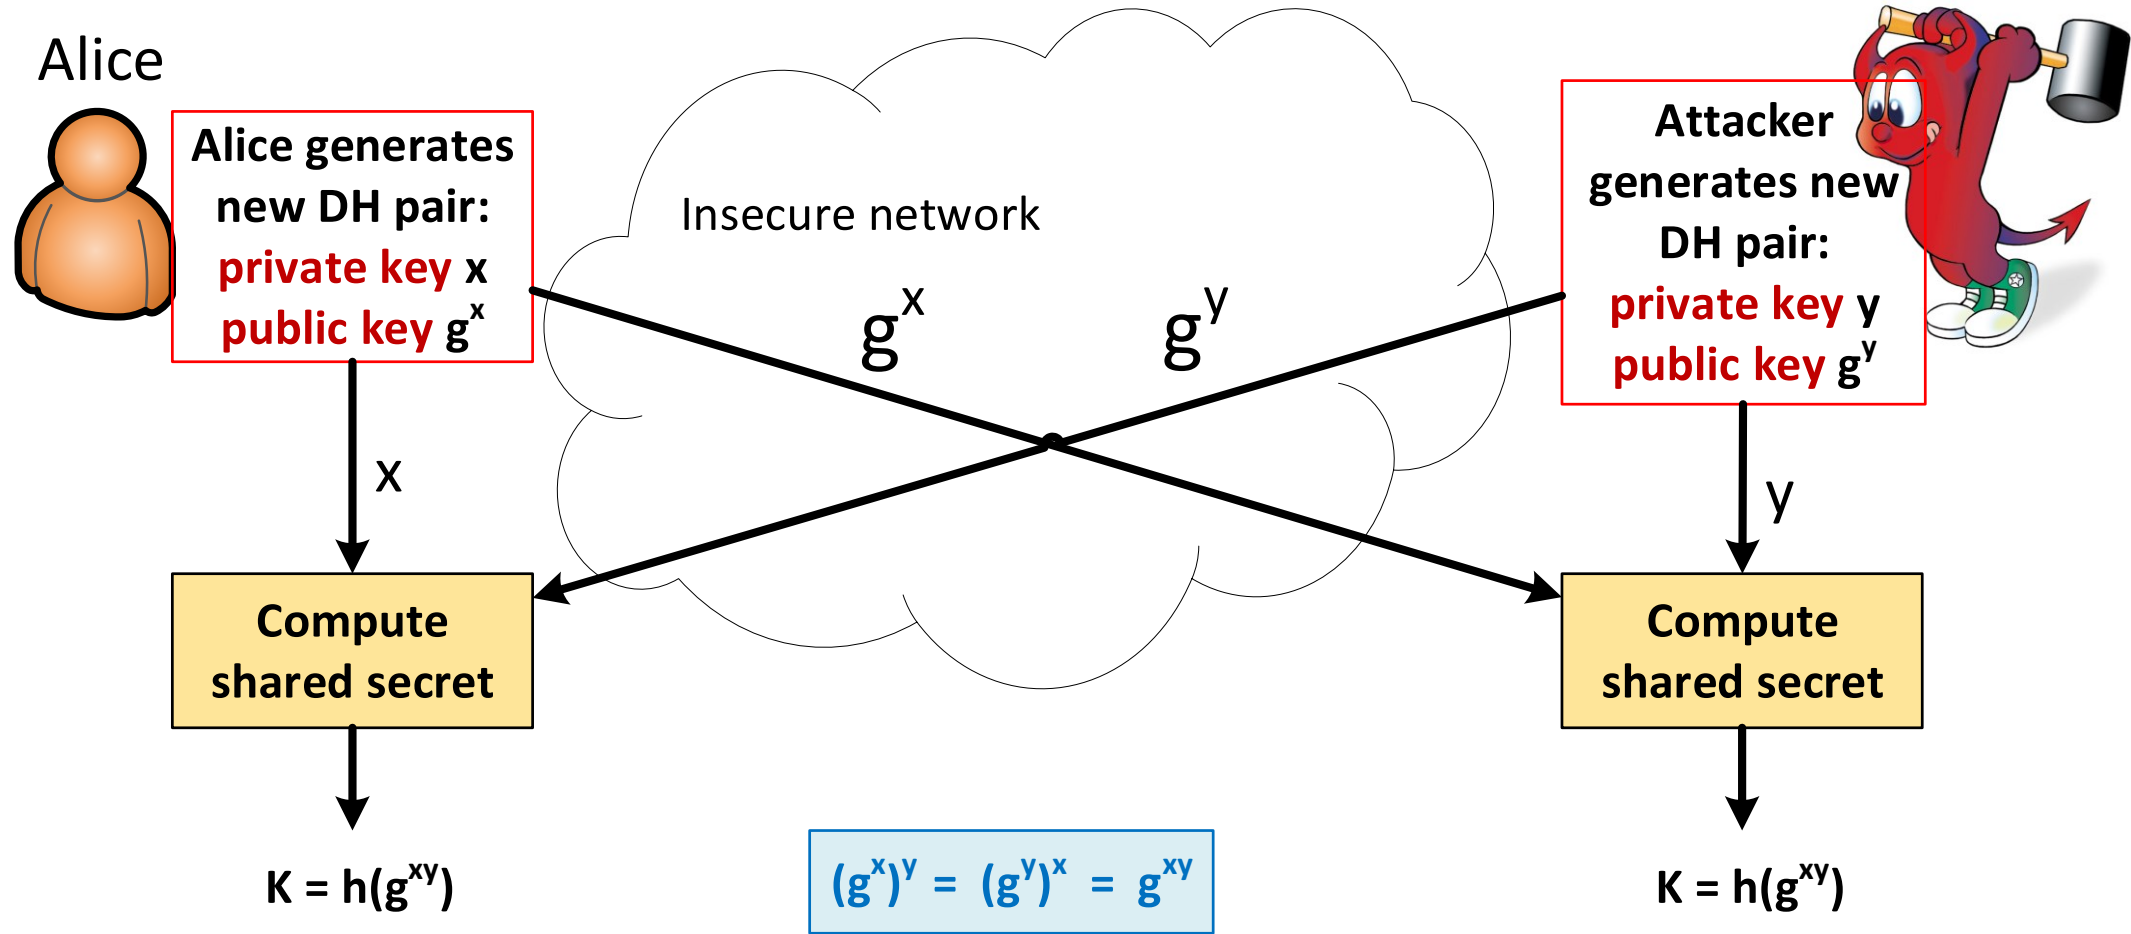 Alice
Alice generates
new DH pair:
private key x
public key gˣ
Insecure network
gˣ
gʸ
Attacker
generates new
DH pair:
private key y
public key gʸ
x
y
Compute
shared secret
Compute
shared secret
K = h(gˣʸ)
(gˣ)ʸ = (gʸ)ˣ = gˣʸ
K = h(gˣʸ)